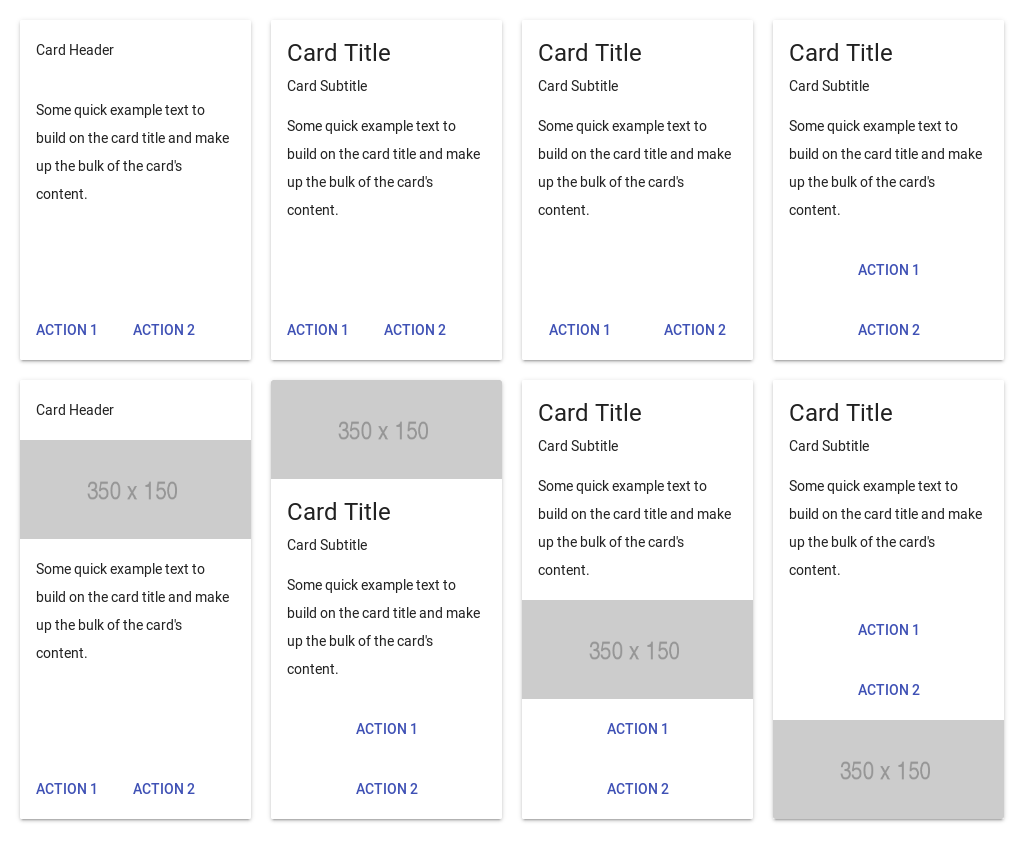 Card Header
Some quick example text to
build on the card title and make
up the bulk of the card's
content.
ACTION 1 ACTION 2
Card Title
Card Subtitle
Some quick example text to
build on the card title and make
up the bulk of the card's
content.
ACTION 1 ACTION 2
Card Title
Card Subtitle
Some quick example text to
build on the card title and make
up the bulk of the card's
content.
ACTION 1 ACTION 2
Card Title
Card Subtitle
Some quick example text to
build on the card title and make
up the bulk of the card's
content.
ACTION 1
ACTION 2
Card Header
350 x 150
Some quick example text to
build on the card title and make
up the bulk of the card's
content.
ACTION 1 ACTION 2
350 x 150
Card Title
Card Subtitle
Some quick example text to
build on the card title and make
up the bulk of the card's
content.
ACTION 1
ACTION 2
Card Title
Card Subtitle
Some quick example text to
build on the card title and make
up the bulk of the card's
content.
350 x 150
ACTION 1
ACTION 2
Card Title
Card Subtitle
Some quick example text to
build on the card title and make
up the bulk of the card's
content.
ACTION 1
ACTION 2
350 x 150